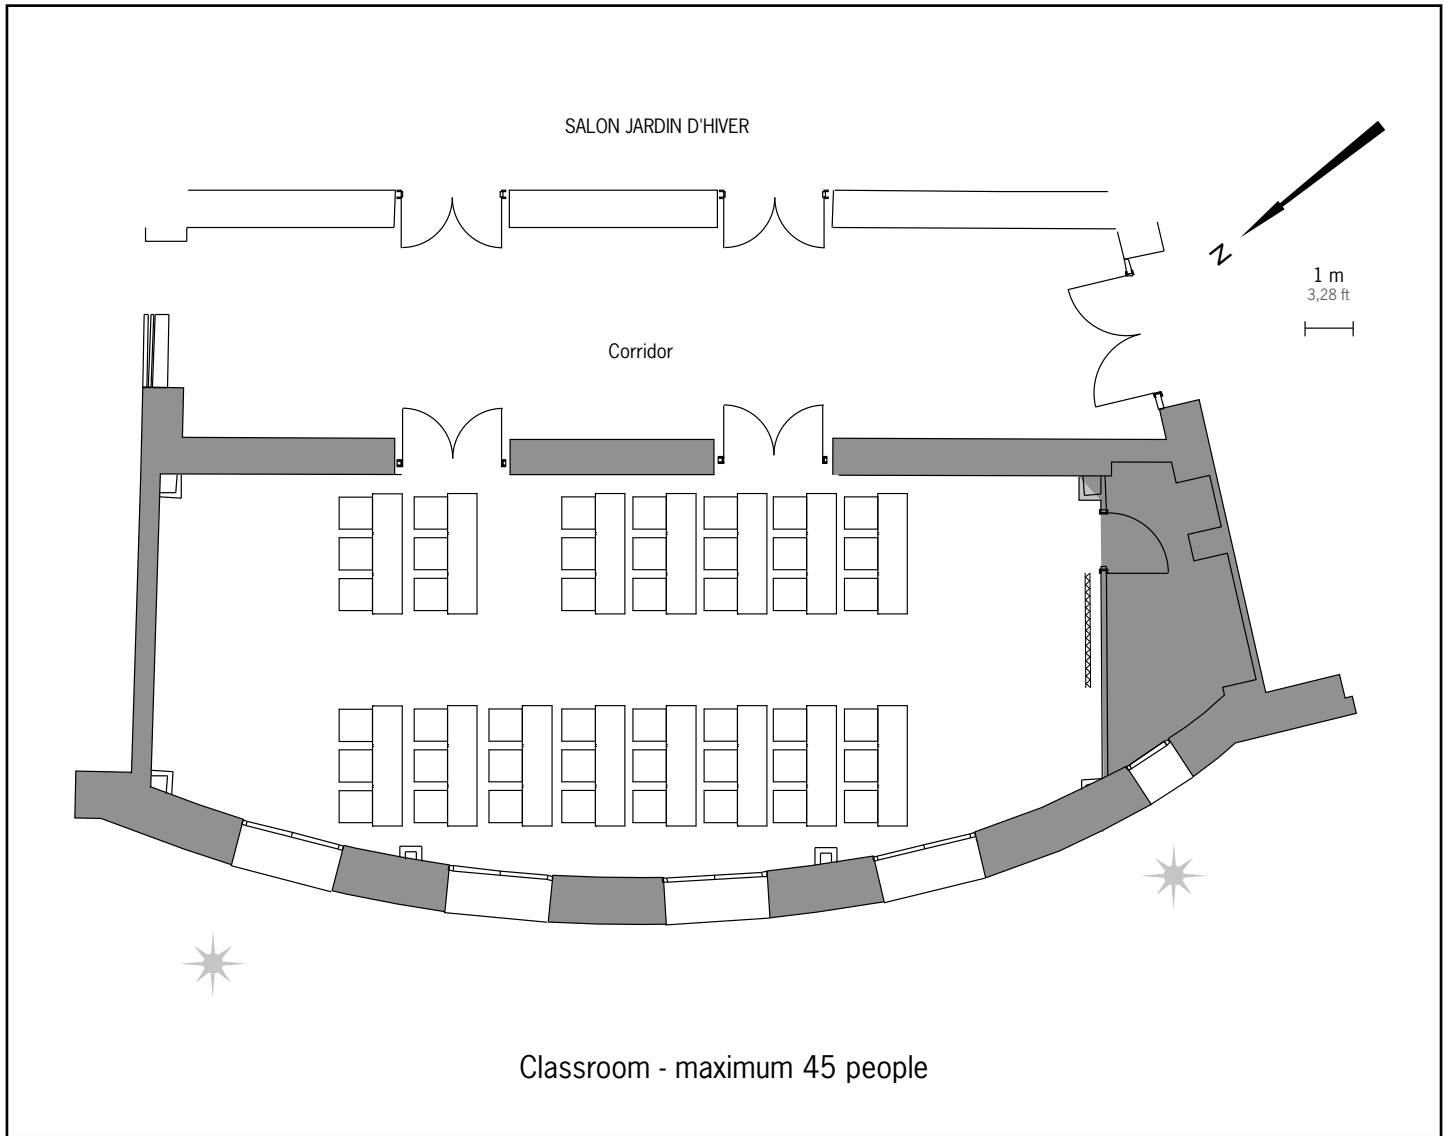 SALON JARDIN D'HIVER
N
1 m
3,28 ft
Corridor
Classroom - maximum 45 people